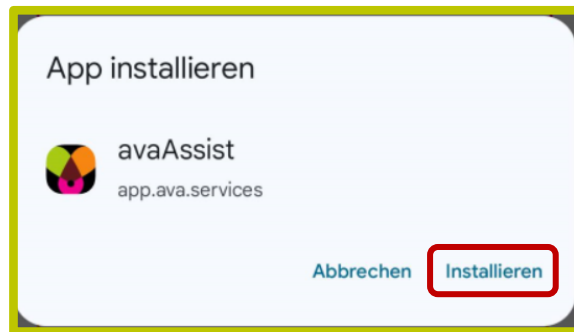 App installieren
avaAssist
app.ava.services
Abbrechen Installieren